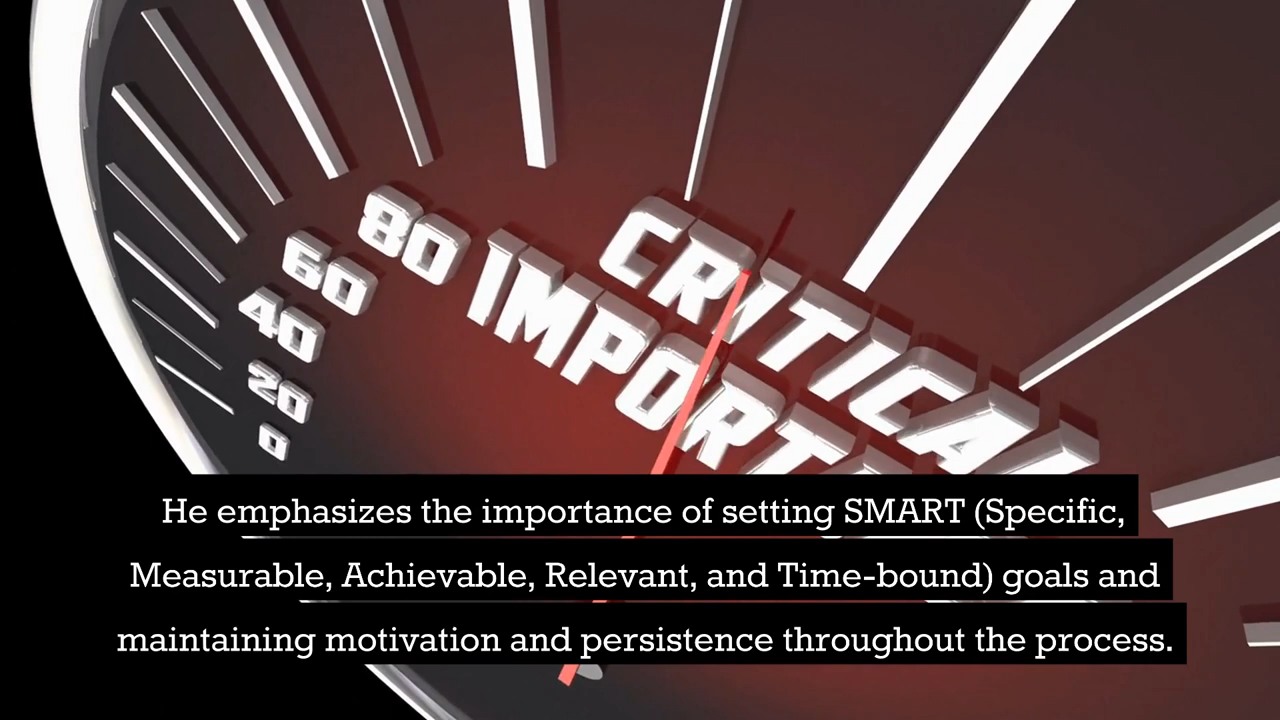 80
60
40
20
0
CRITICAL
He emphasizes the importance of setting SMART (Specific,
Measurable, Achievable, Relevant, and Time-bound) goals and
maintaining motivation and persistence throughout the process.